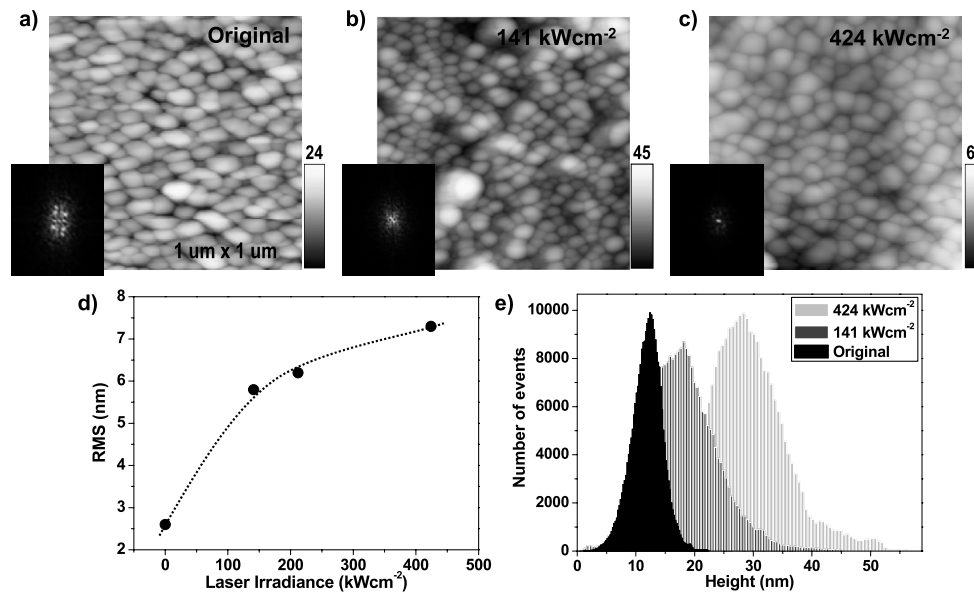 a) Original
24
1 um x 1 um
b) 141 kWcm-2
45
c) 424 kWcm-2
d)
8
7
6
5
4
3
2
RMS (nm)
0 100 200 300 400 500
Laser Irradiance (kWcm-2)
e)
10000
8000
6000
4000
2000
0
Number of events
424 kWcm-2
141 kWcm-2
Original
0 10 20 30 40 50
Height (nm)